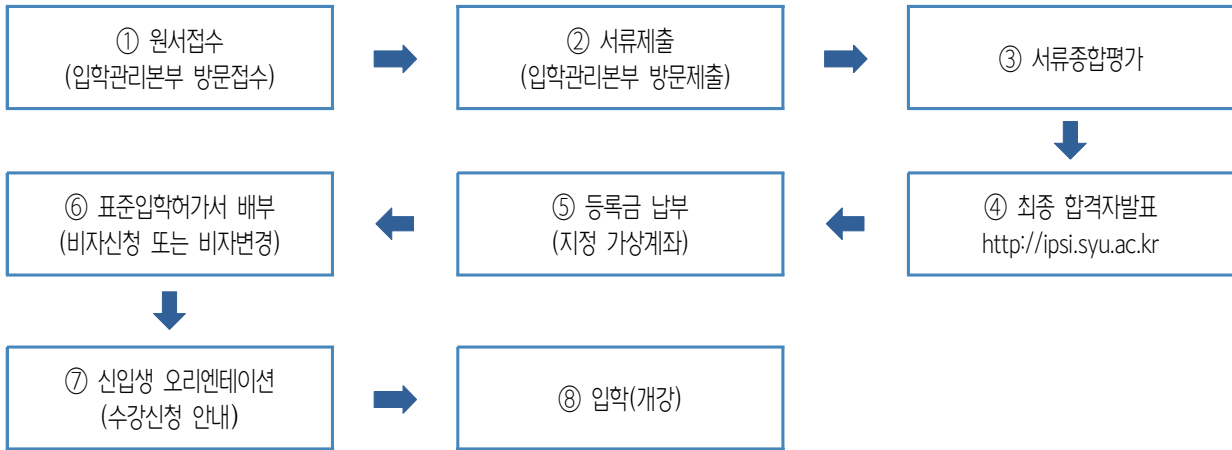 ① 원서접수
(입학관리본부 방문접수)
② 서류제출
(입학관리본부 방문제출)
③ 서류종합평가
④ 최종 합격자발표
http://ipsi.syu.ac.kr
⑤ 등록금 납부
(지정 가상계좌)
⑥ 표준입학허가서 배부
(비자신청 또는 비자변경)
⑦ 신입생 오리엔테이션
(수강신청 안내)
⑧ 입학(개강)